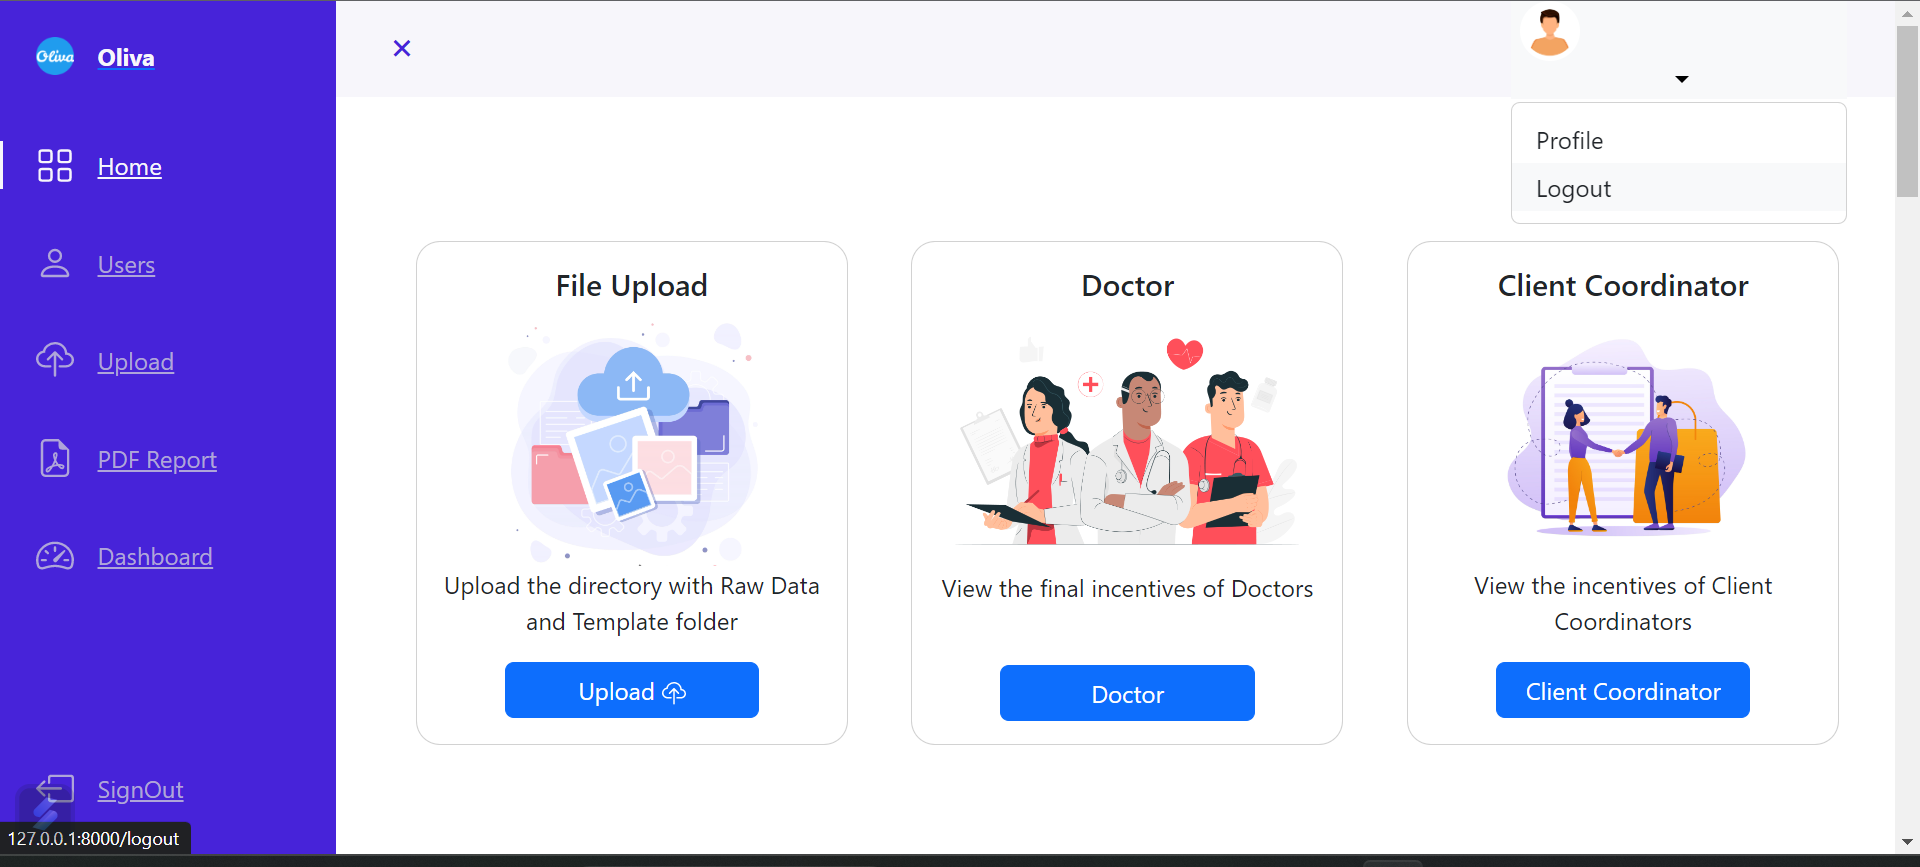 Oliva
Oliva
Home
Users
Upload
PDF Report
Dashboard
SignOut
127.0.0.1:8000/logout
Profile
Logout
File Upload
Upload the directory with Raw Data
and Template folder
Upload
Doctor
View the final incentives of Doctors
Doctor
Client Coordinator
View the incentives of Client
Coordinators
Client Coordinator